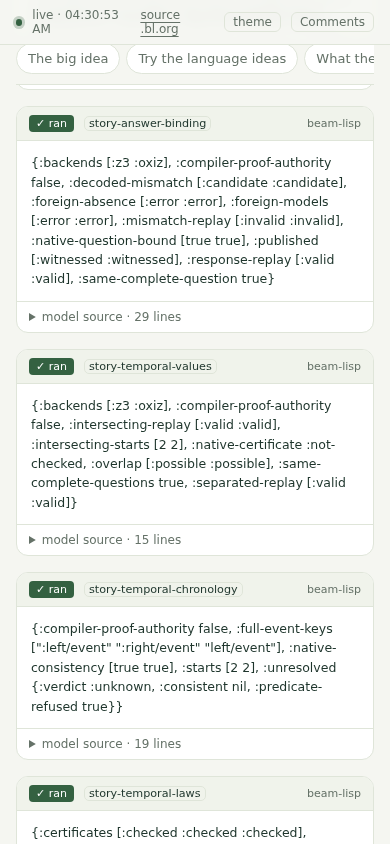 live · 04:30:53 AM
source.bl.org
theme
Comments
The big idea
Try the language ideas
What the
✓ ran story-answer-binding beam-lisp
{:backends [:z3 :oxiz], :compiler-proof-authority
false, :decoded-mismatch [:candidate :candidate],
:foreign-absence [:error :error], :foreign-models
[:error :error], :mismatch-replay [:invalid :invalid],
:native-question-bound [true true], :published
[:witnessed :witnessed], :response-replay [:valid
:valid], :same-complete-question true}
▶ model source · 29 lines
✓ ran story-temporal-values beam-lisp
{:backends [:z3 :oxiz], :compiler-proof-authority
false, :intersecting-replay [:valid :valid],
:intersecting-starts [2 2], :native-certificate :not-
checked, :overlap [:possible :possible], :same-
complete-questions true, :separated-replay [:valid
:valid]}
▶ model source · 15 lines
✓ ran story-temporal-chronology beam-lisp
{:compiler-proof-authority false, :full-event-keys
[":left/event" ":right/event" "left/event"], :native-
consistency [true true], :starts [2 2], :unresolved
{:verdict :unknown, :consistent nil, :predicate-
refused true}}
▶ model source · 19 lines
✓ ran story-temporal-laws beam-lisp
{:certificates [:checked :checked :checked],